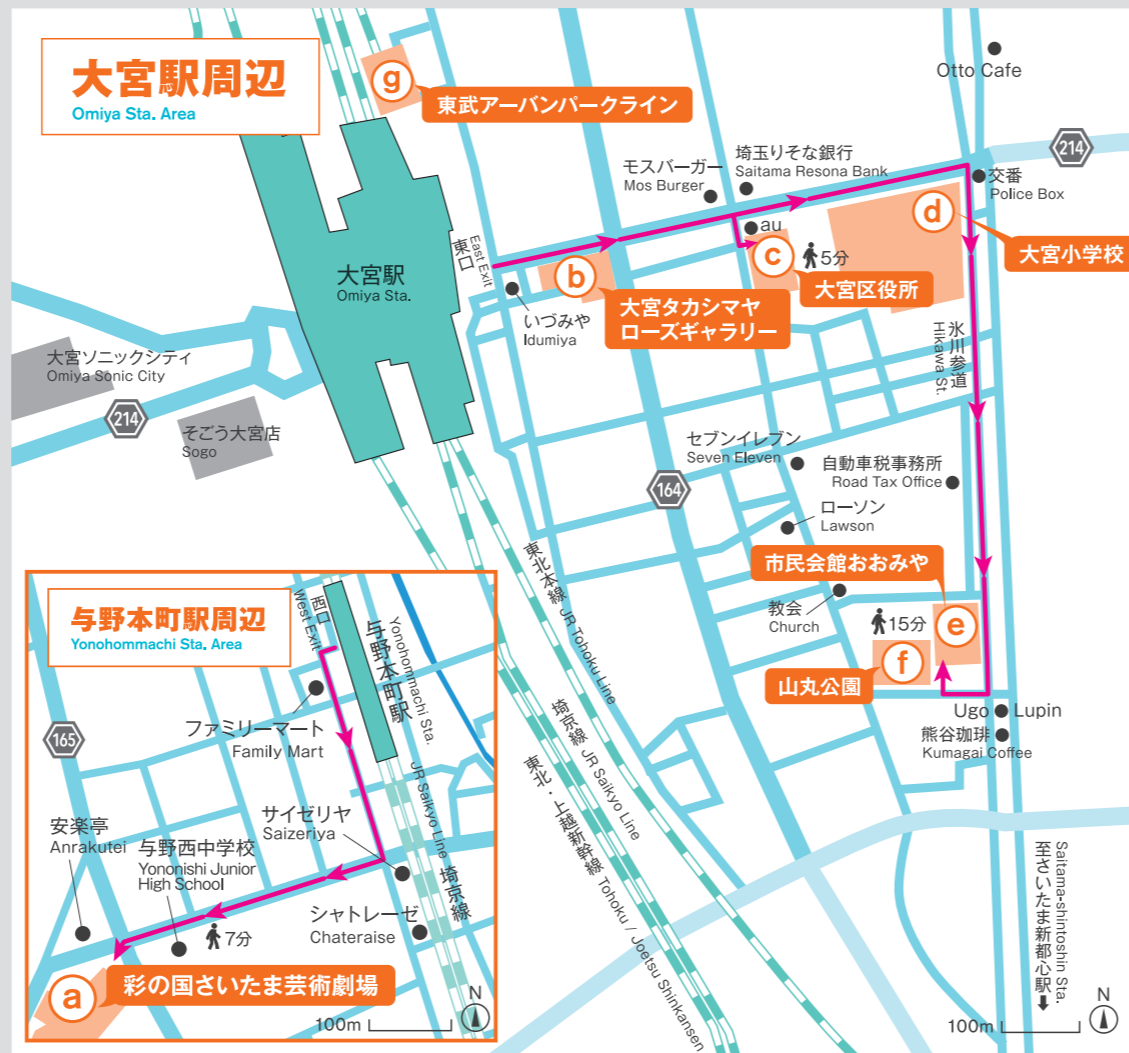 大宮駅周辺
Omiya Sta. Area
g
東武アーバンパークライン
Otto Cafe
214
モスバーガー
Mos Burger
埼玉りそな銀行
Saitama Resona Bank
交番
Police Box
au
d
大宮小学校
東口
East Exit
大宮駅
Omiya Sta.
b
大宮タカシマヤ
ローズギャラリー
c
5分
大宮区役所
いづみや
Idumiya
氷川参道
Hikawa St.
大宮ソニックシティ
Omiya Sonic City
214
そごう大宮店
Sogo
セブンイレブン
Seven Eleven
自動車税事務所
Road Tax Office
164
ローソン
Lawson
市民会館おおみや
教会
Church
15分
e
f
山丸公園
Ugo
Lupin
熊谷珈琲
Kumagai Coffee
東北本線 JR Tohoku Line
埼京線 JR Saikyo Line
東北・上越新幹線 Tohoku / Joetsu Shinkansen
Saitama-shintoshin Sta.
至さいたま新都心駅
N
100m
与野本町駅周辺
Yonohommachi Sta. Area
西口
West Exit
与野本町駅
Yonohommachi Sta.
165
ファミリーマート
Family Mart
サイゼリヤ
Saizeriya
JR Saikyo Line 埼京線
安楽亭
Anrakutei
与野西中学校
Yononishi Junior
High School
7分
シャトレーゼ
Chateraise
a
彩の国さいたま芸術劇場
100m
N